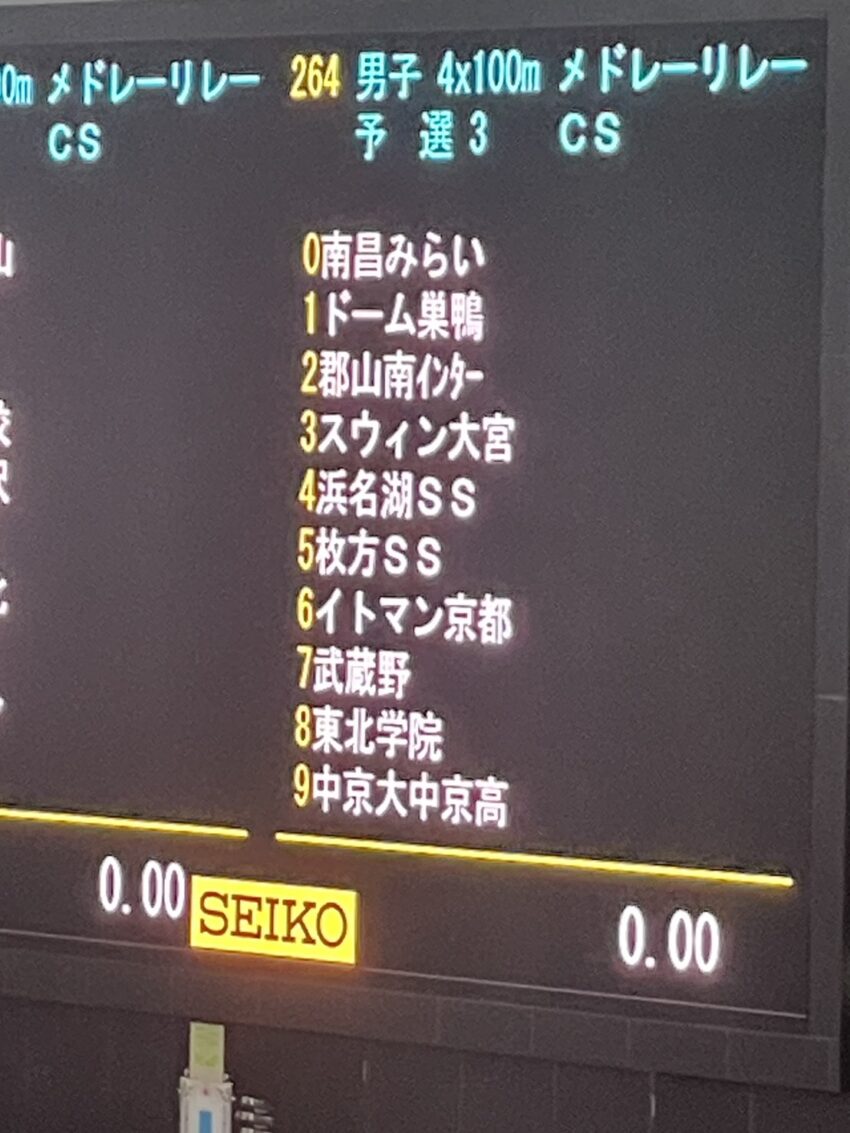 0m メドレーリレー
CS
山
264 男子 4x100m メドレーリレー
予 選 3 CS
0南昌みらい
1ドーム巣鴨
2郡山南ｲﾝﾀｰ
3スウィン大宮
4浜名湖ＳＳ
5枚方ＳＳ
6イトマン京都
7武蔵野
8東北学院
9中京大中京高
0.00
SEIKO
0.00